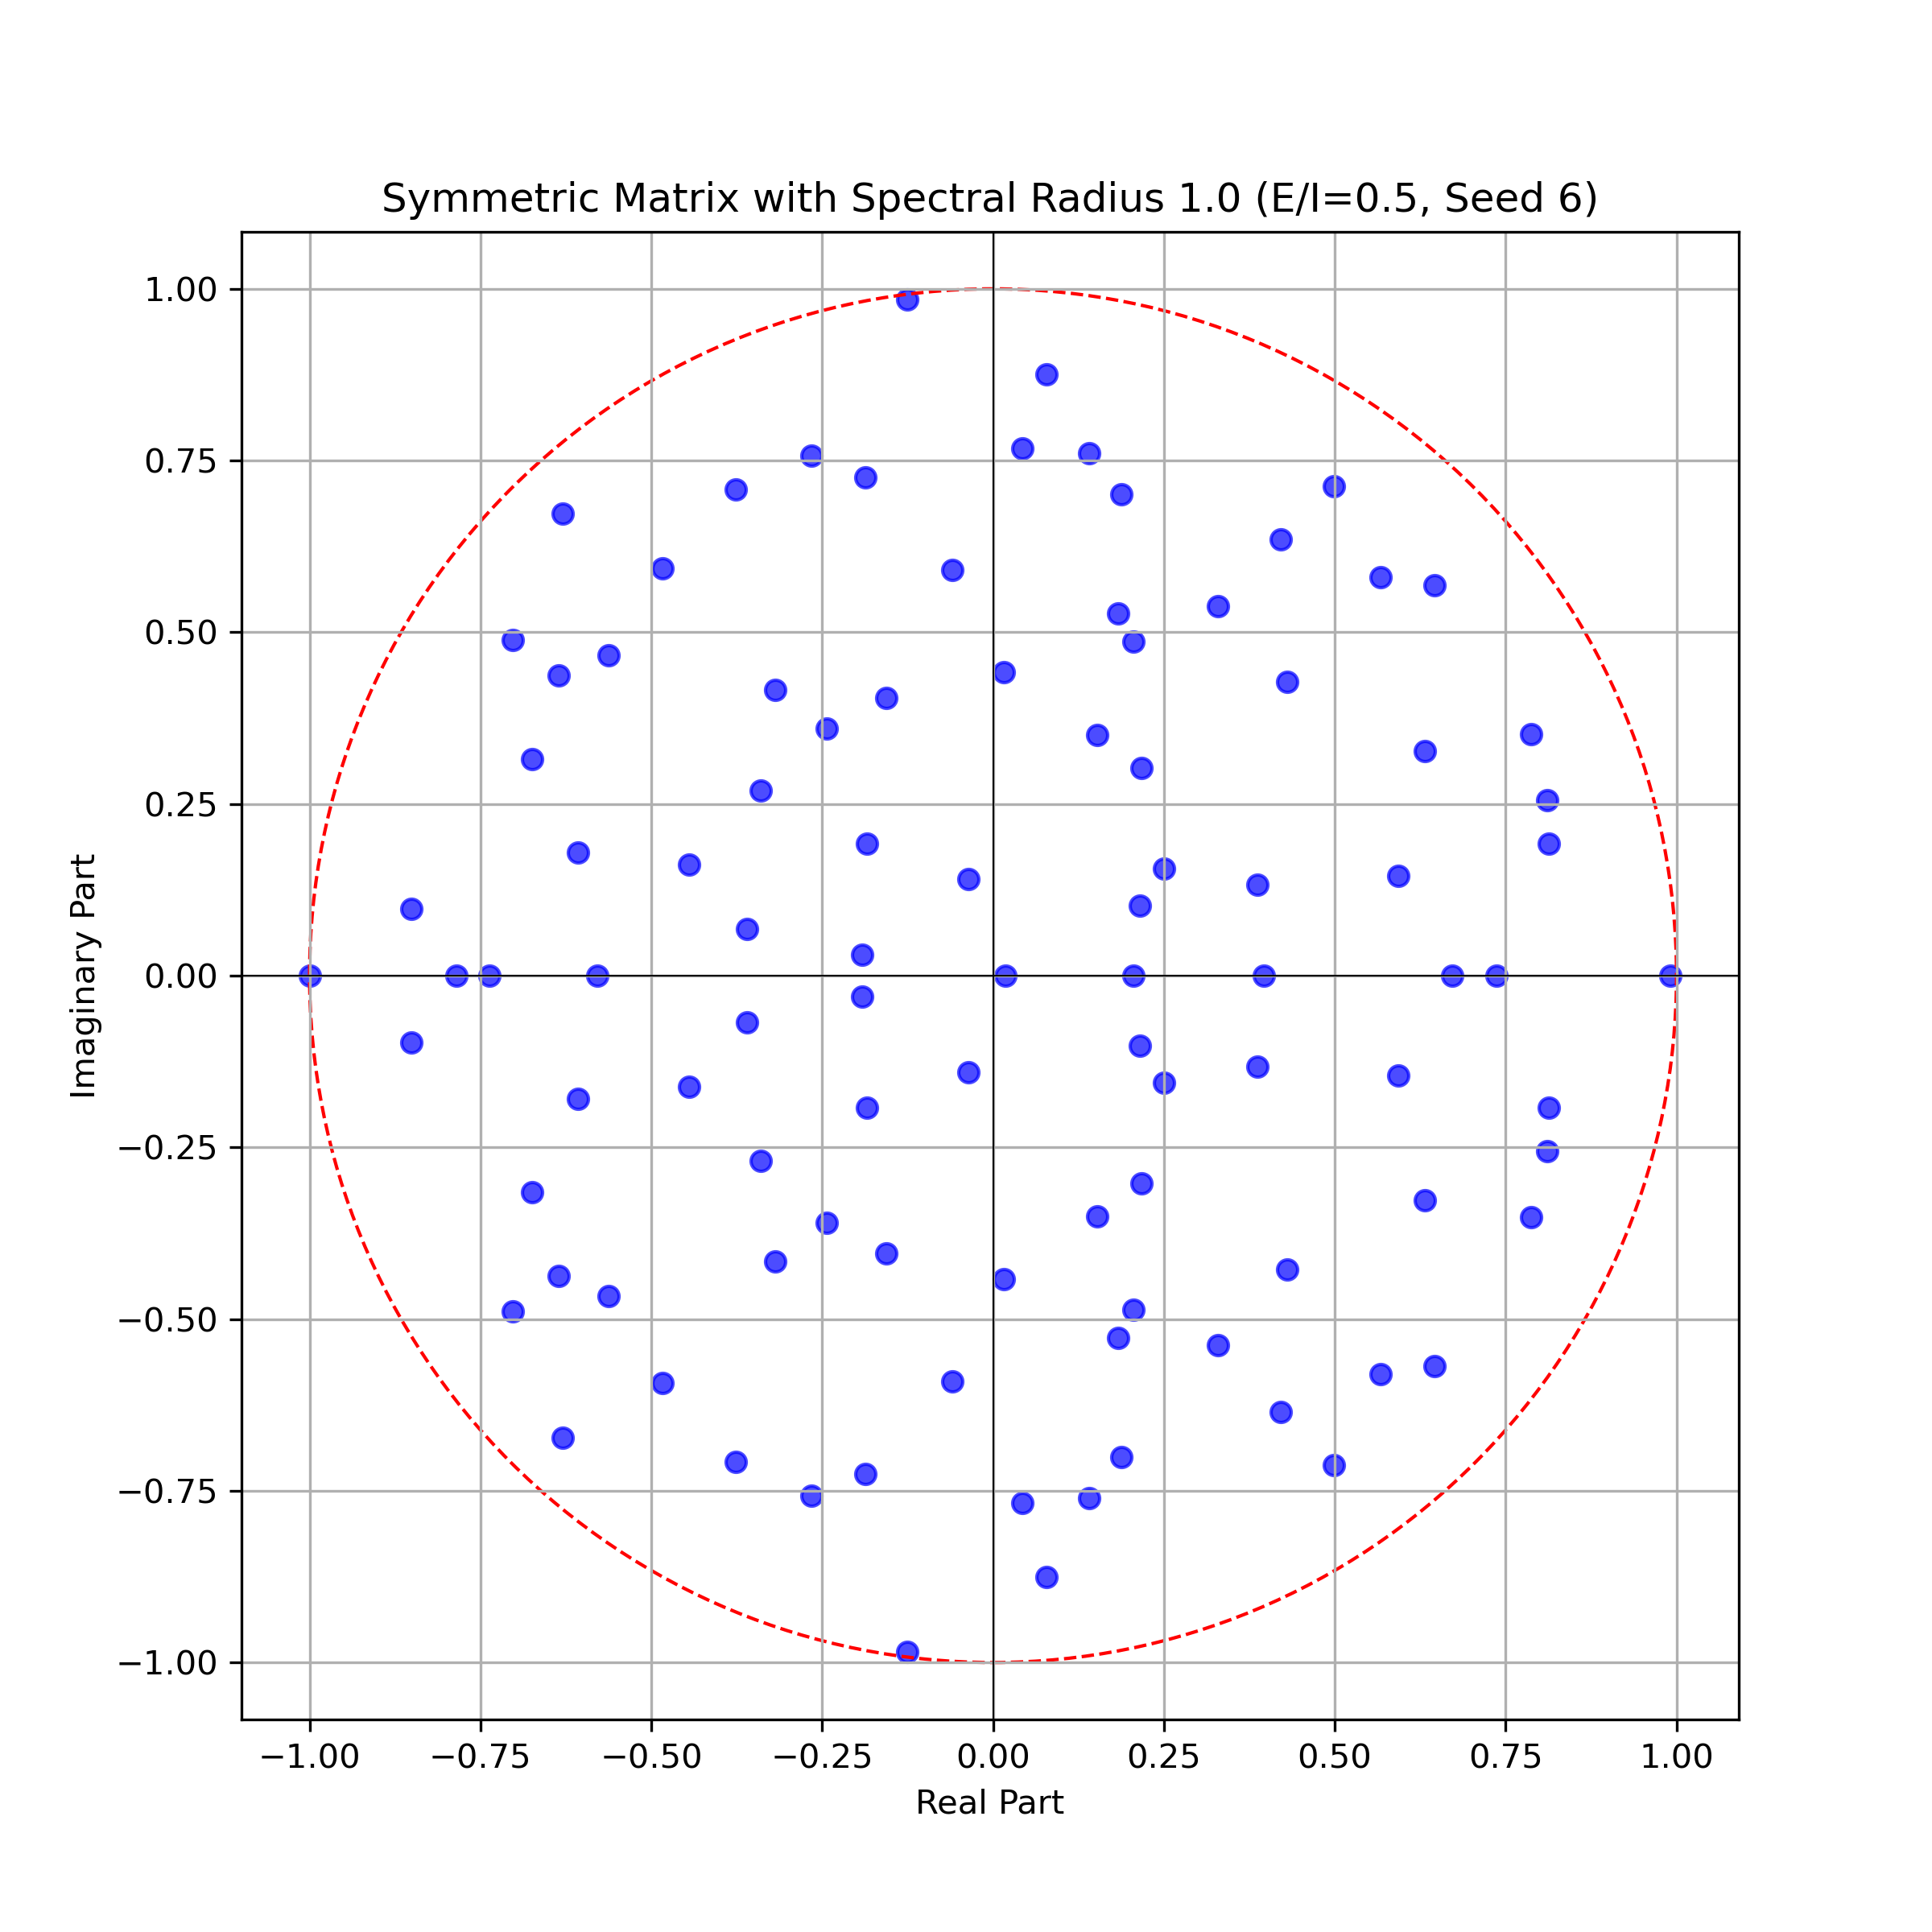 Symmetric Matrix with Spectral Radius 1.0 (E/I=0.5, Seed 6)
1.00
0.75
0.50
0.25
0.00
−0.25
−0.50
−0.75
−1.00
Imaginary Part
−1.00 −0.75 −0.50 −0.25 0.00 0.25 0.50 0.75 1.00
Real Part